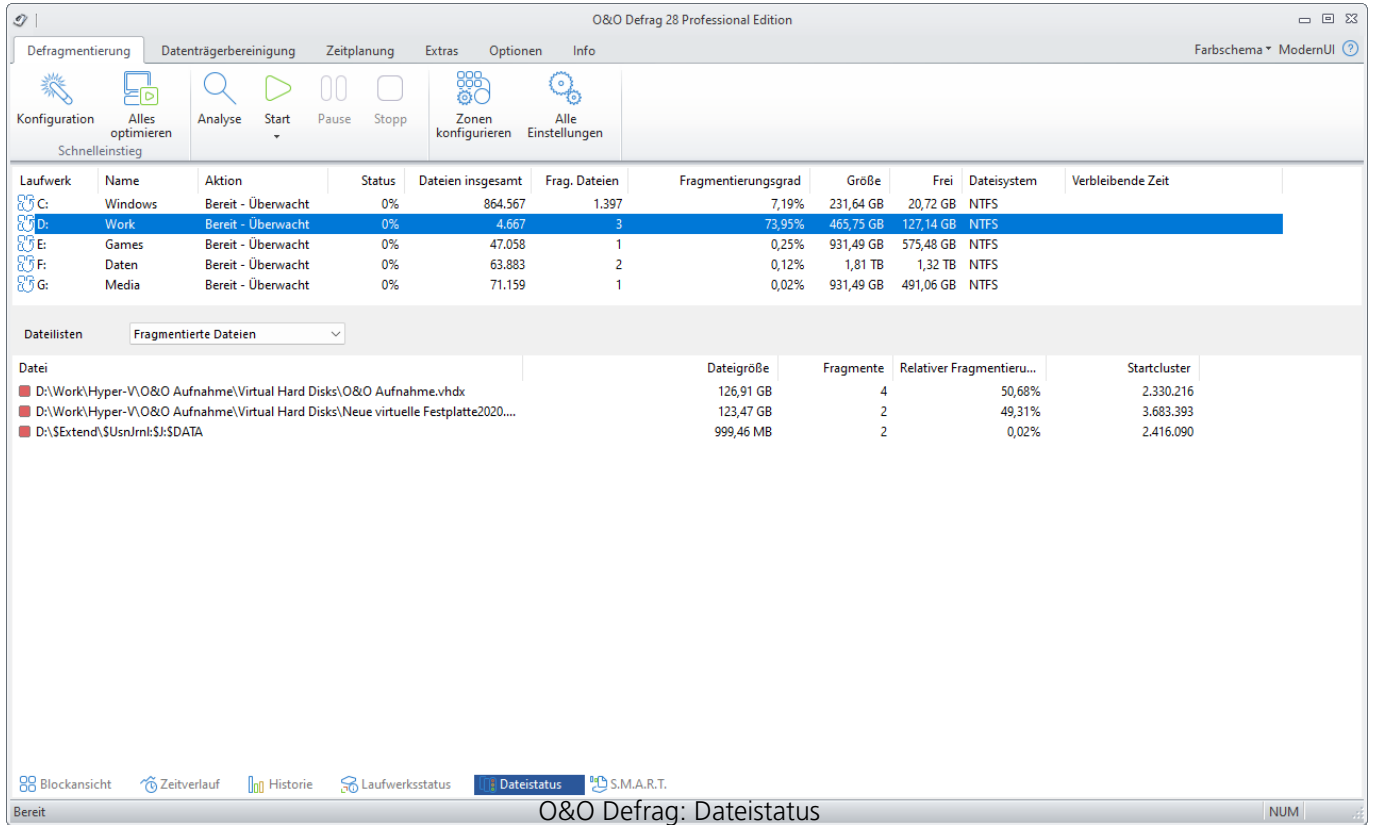 O&O Defrag 28 Professional Edition
Defragmentierung Datenträgerbereinigung Zeitplanung Extras Optionen Info Farbschema ModernUI ?
Konfiguration Alles optimieren Analyse Start Pause Stopp Zonen konfigurieren Alle Einstellungen
Schnelleinstieg
Laufwerk Name Aktion Status Dateien insgesamt Frag. Dateien Fragmentierungsgrad Größe Frei Dateisystem Verbleibende Zeit
C: Windows Bereit - Überwacht 0% 864.567 1.397 7,19% 231,64 GB 20,72 GB NTFS
D: Work Bereit - Überwacht 0% 4.667 3 73,95% 465,75 GB 127,14 GB NTFS
E: Games Bereit - Überwacht 0% 47.058 1 0,25% 931,49 GB 575,48 GB NTFS
F: Daten Bereit - Überwacht 0% 63.883 2 0,12% 1,81 TB 1,32 TB NTFS
G: Media Bereit - Überwacht 0% 71.159 1 0,02% 931,49 GB 491,06 GB NTFS
Dateilisten Fragmentierte Dateien
Datei Dateigröße Fragmente Relativer Fragmentieru... Startcluster
D:\Work\Hyper-V\O&O Aufnahme\Virtual Hard Disks\O&O Aufnahme.vhdx 126,91 GB 4 50,68% 2.330.216
D:\Work\Hyper-V\O&O Aufnahme\Virtual Hard Disks\Neue virtuelle Festplatte2020.... 123,47 GB 2 49,31% 3.683.393
D:\$Extend\$UsnJrnl:$J:$DATA 999,46 MB 2 0,02% 2.416.090
Blockansicht Zeitverlauf Historie Laufwerksstatus Dateistatus S.M.A.R.T.
Bereit O&O Defrag: Dateistatus NUM